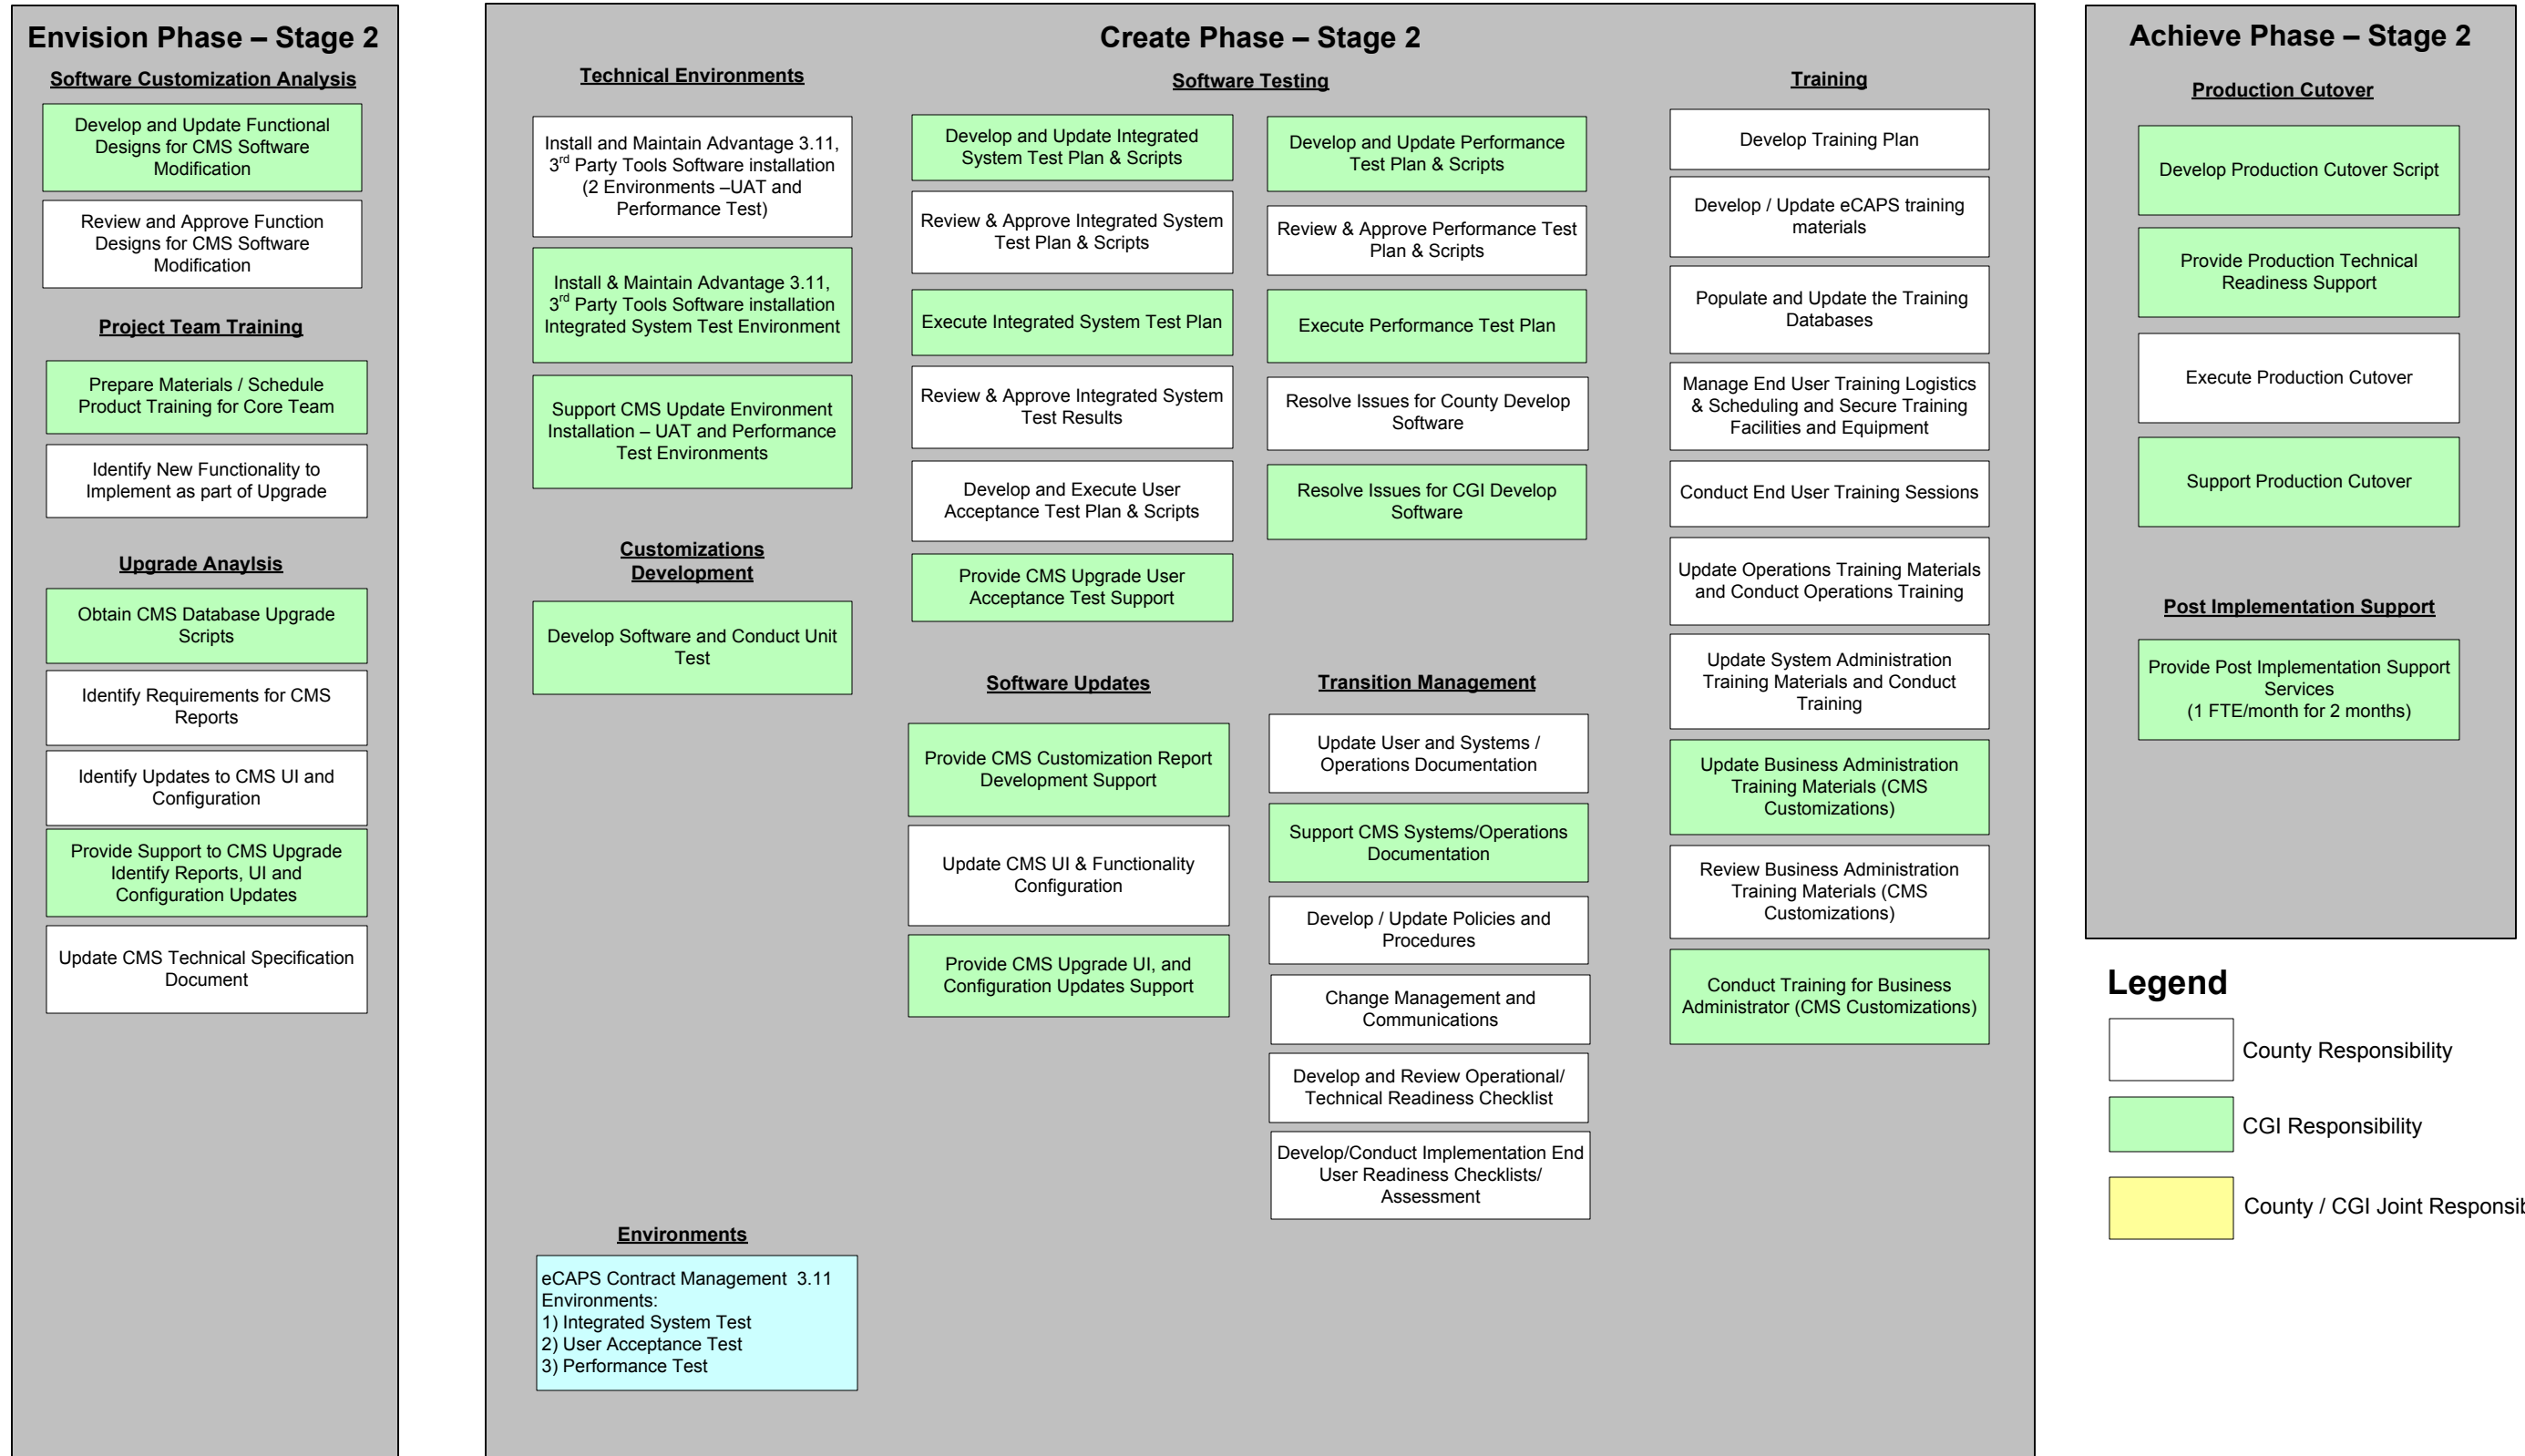 Envision Phase – Stage 2
Software Customization Analysis
Develop and Update Functional
Designs for CMS Software
Modification
Review and Approve Function
Designs for CMS Software
Modification
Project Team Training
Prepare Materials / Schedule
Product Training for Core Team
Identify New Functionality to
Implement as part of Upgrade
Upgrade Anaylsis
Obtain CMS Database Upgrade
Scripts
Identify Requirements for CMS
Reports
Identify Updates to CMS UI and
Configuration
Provide Support to CMS Upgrade
Identify Reports, UI and
Configuration Updates
Update CMS Technical Specification
Document
Create Phase – Stage 2
Technical Environments
Install and Maintain Advantage 3.11,
3rd Party Tools Software installation
(2 Environments –UAT and
Performance Test)
Install & Maintain Advantage 3.11,
3rd Party Tools Software installation
Integrated System Test Environment
Support CMS Update Environment
Installation – UAT and Performance
Test Environments
Customizations
Development
Develop Software and Conduct Unit
Test
Environments
eCAPS Contract Management 3.11
Environments:
1) Integrated System Test
2) User Acceptance Test
3) Performance Test
Software Testing
Develop and Update Integrated
System Test Plan & Scripts
Review & Approve Integrated System
Test Plan & Scripts
Execute Integrated System Test Plan
Review & Approve Integrated System
Test Results
Develop and Execute User
Acceptance Test Plan & Scripts
Provide CMS Upgrade User
Acceptance Test Support
Develop and Update Performance
Test Plan & Scripts
Review & Approve Performance Test
Plan & Scripts
Execute Performance Test Plan
Resolve Issues for County Develop
Software
Resolve Issues for CGI Develop
Software
Software Updates
Provide CMS Customization Report
Development Support
Update CMS UI & Functionality
Configuration
Provide CMS Upgrade UI, and
Configuration Updates Support
Transition Management
Update User and Systems /
Operations Documentation
Support CMS Systems/Operations
Documentation
Develop / Update Policies and
Procedures
Change Management and
Communications
Develop and Review Operational/
Technical Readiness Checklist
Develop/Conduct Implementation End
User Readiness Checklists/
Assessment
Training
Develop Training Plan
Develop / Update eCAPS training
materials
Populate and Update the Training
Databases
Manage End User Training Logistics
& Scheduling and Secure Training
Facilities and Equipment
Conduct End User Training Sessions
Update Operations Training Materials
and Conduct Operations Training
Update System Administration
Training Materials and Conduct
Training
Update Business Administration
Training Materials (CMS
Customizations)
Review Business Administration
Training Materials (CMS
Customizations)
Conduct Training for Business
Administrator (CMS Customizations)
Achieve Phase – Stage 2
Production Cutover
Develop Production Cutover Script
Provide Production Technical
Readiness Support
Execute Production Cutover
Support Production Cutover
Post Implementation Support
Provide Post Implementation Support
Services
(1 FTE/month for 2 months)
Legend
County Responsibility
CGI Responsibility
County / CGI Joint